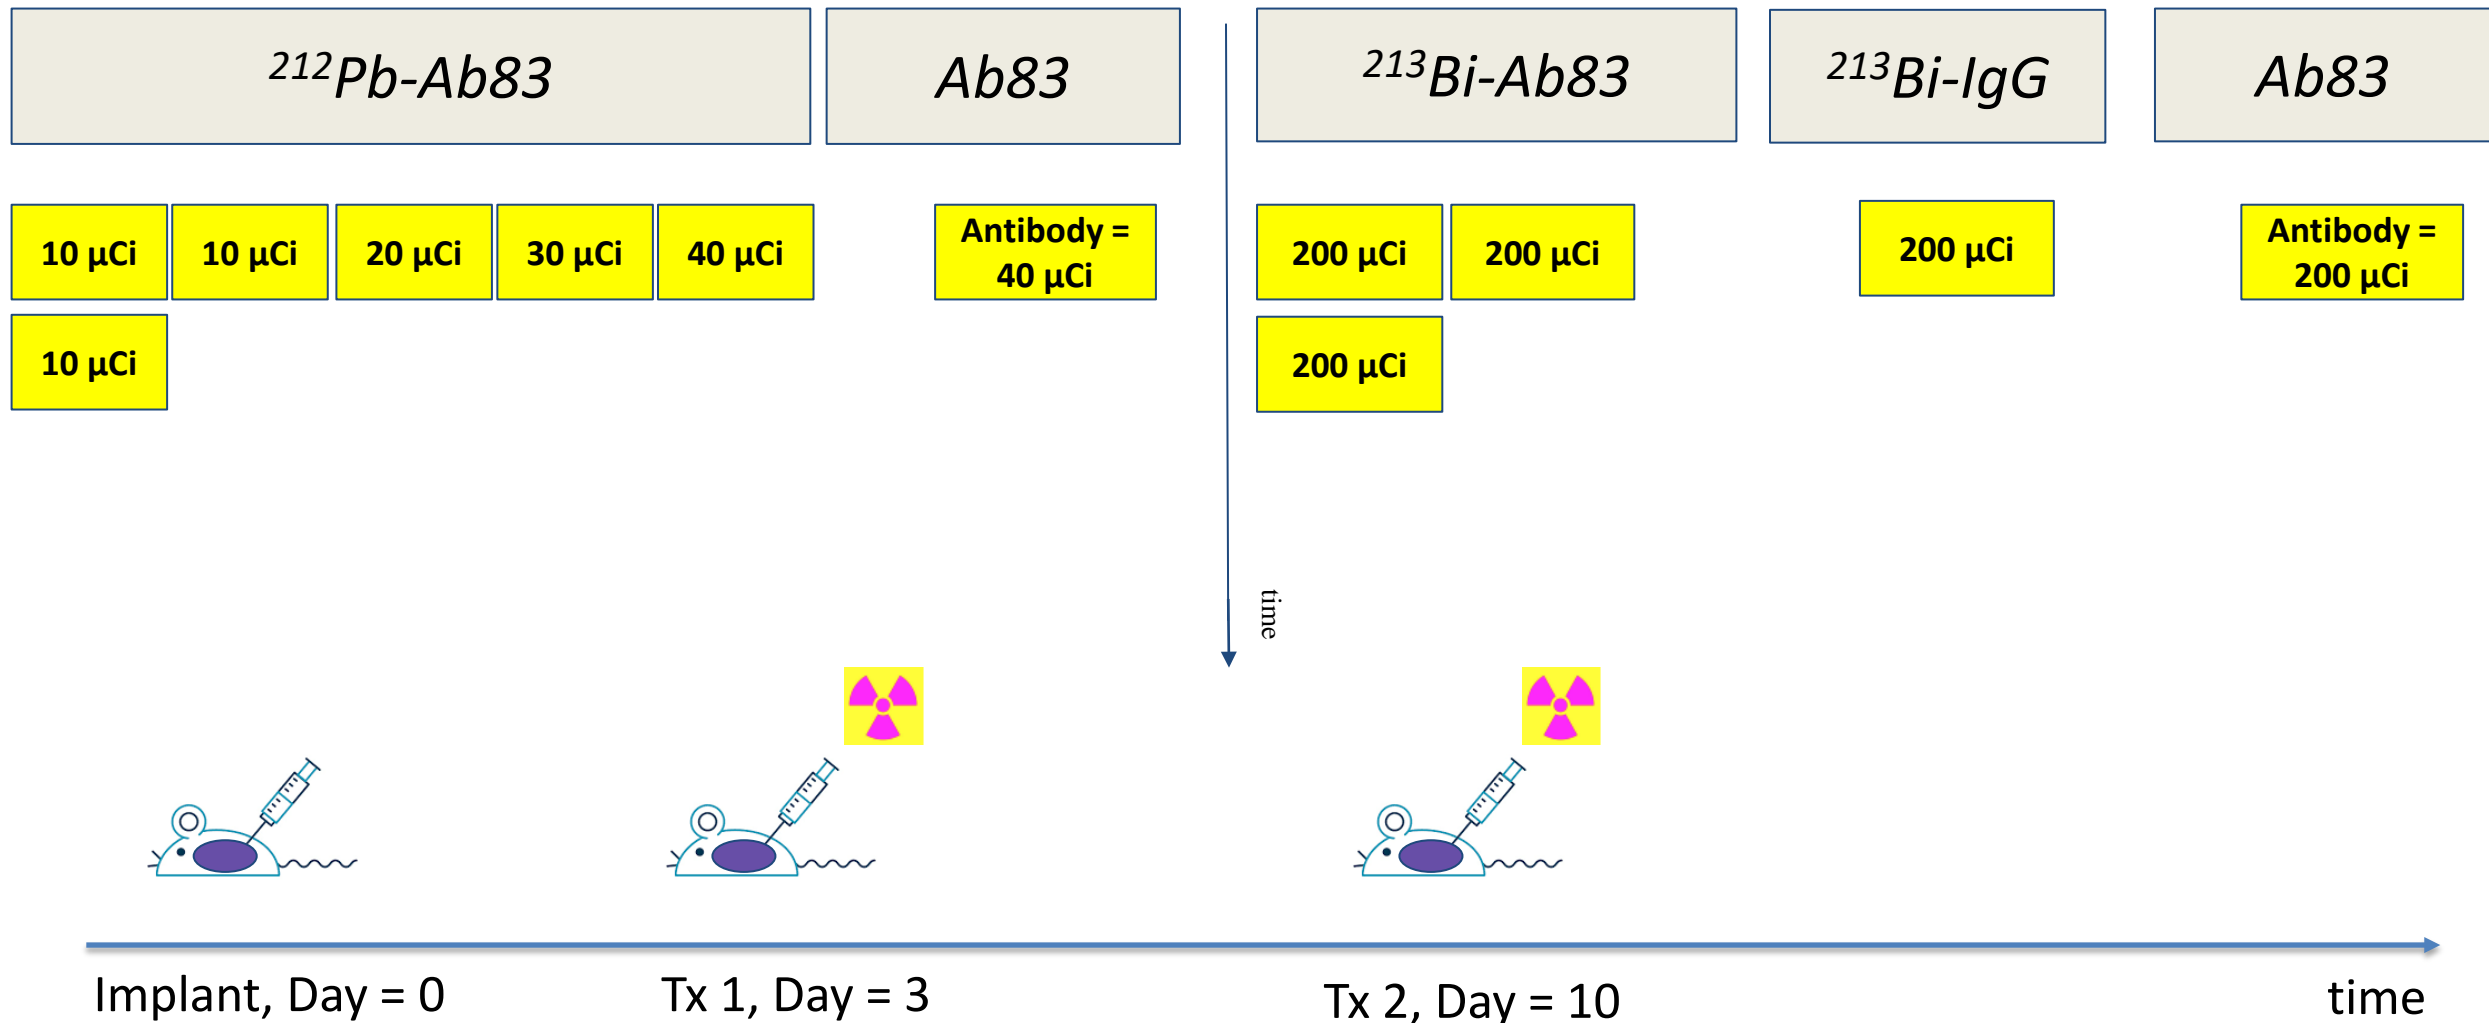 ²¹²Pb-Ab83
Ab83
²¹³Bi-Ab83
²¹³Bi-IgG
Ab83
10 µCi
10 µCi
20 µCi
30 µCi
40 µCi
Antibody =
40 µCi
200 µCi
200 µCi
200 µCi
Antibody =
200 µCi
10 µCi
200 µCi
time
Implant, Day = 0
Tx 1, Day = 3
Tx 2, Day = 10
time